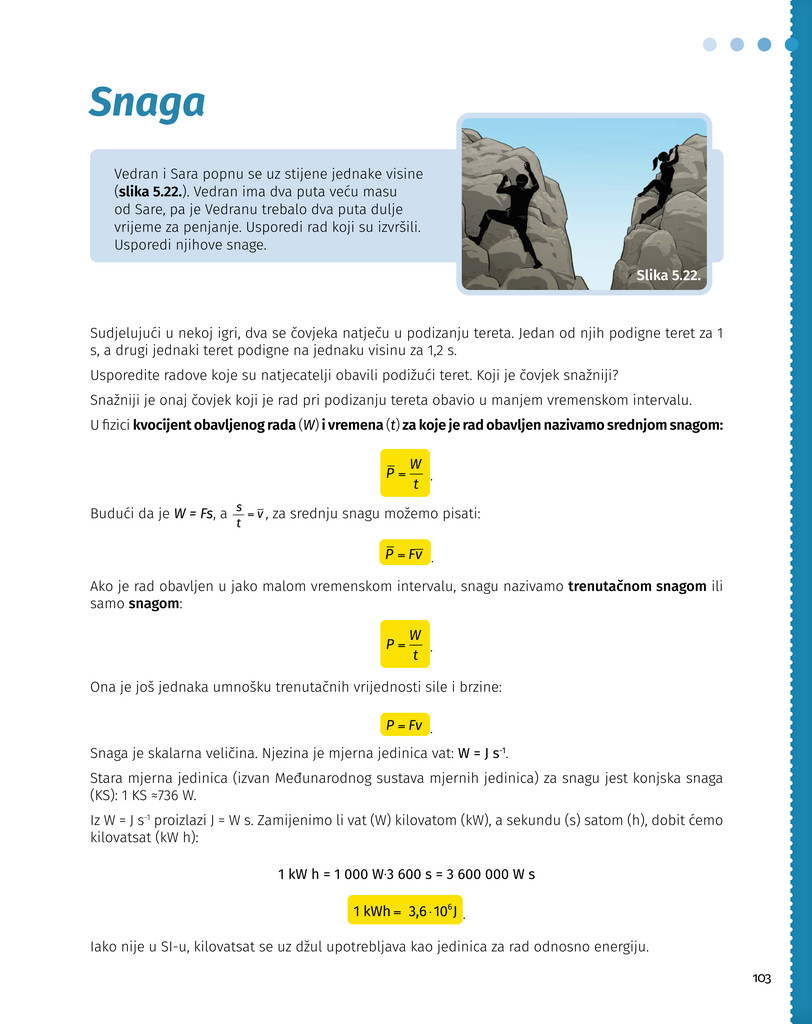 Snaga
Vedran i Sara popnu se uz stijene jednake visine
(slika 5.22.). Vedran ima dva puta veću masu
od Sare, pa je Vedranu trebalo dva puta dulje
vrijeme za penjanje. Usporedi rad koji su izvršili.
Usporedi njihove snage.
Slika 5.22.
Sudjelujući u nekoj igri, dva se čovjeka natječu u podizanju tereta. Jedan od njih podigne teret za 1
s, a drugi jednaki teret podigne na jednaku visinu za 1,2 s.
Usporedite radove koje su natjecatelji obavili podižući teret. Koji je čovjek snažniji?
Snažniji je onaj čovjek koji je rad pri podizanju tereta obavio u manjem vremenskom intervalu.
U fizici kvocijent obavljenog rada (W) i vremena (t) za koje je rad obavljen nazivamo srednjom snagom:
P̅ = W/t .
Budući da je W = Fs, a s/t = v̅, za srednju snagu možemo pisati:
P̅ = Fv̅ .
Ako je rad obavljen u jako malom vremenskom intervalu, snagu nazivamo trenutačnom snagom ili
samo snagom:
P = W/t .
Ona je još jednaka umnošku trenutačnih vrijednosti sile i brzine:
P = Fv .
Snaga je skalarna veličina. Njezina je mjerna jedinica vat: W = J s⁻¹.
Stara mjerna jedinica (izvan Međunarodnog sustava mjernih jedinica) za snagu jest konjska snaga
(KS): 1 KS ≈736 W.
Iz W = J s⁻¹ proizlazi J = W s. Zamijenimo li vat (W) kilovatom (kW), a sekundu (s) satom (h), dobit ćemo
kilovatsat (kW h):
1 kW h = 1 000 W·3 600 s = 3 600 000 W s
1 kWh = 3,6 · 10⁶J .
Iako nije u SI-u, kilovatsat se uz džul upotrebljava kao jedinica za rad odnosno energiju.
103